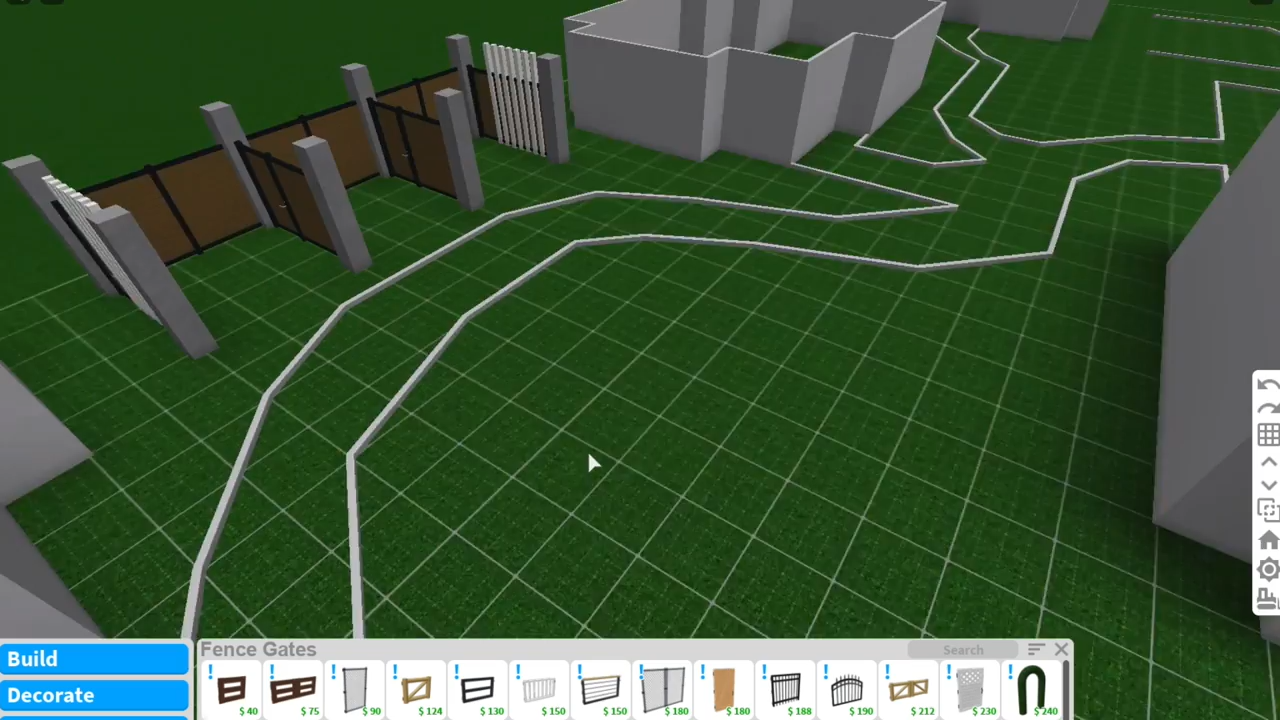 Build
Decorate
Fence Gates
Search
! ! ! ! ! ! ! ! ! ! ! ! ! !
$ 40 $ 75 $ 90 $ 124 $ 130 $ 150 $ 150 $ 180 $ 180 $ 188 $ 190 $ 212 $ 230 $ 240